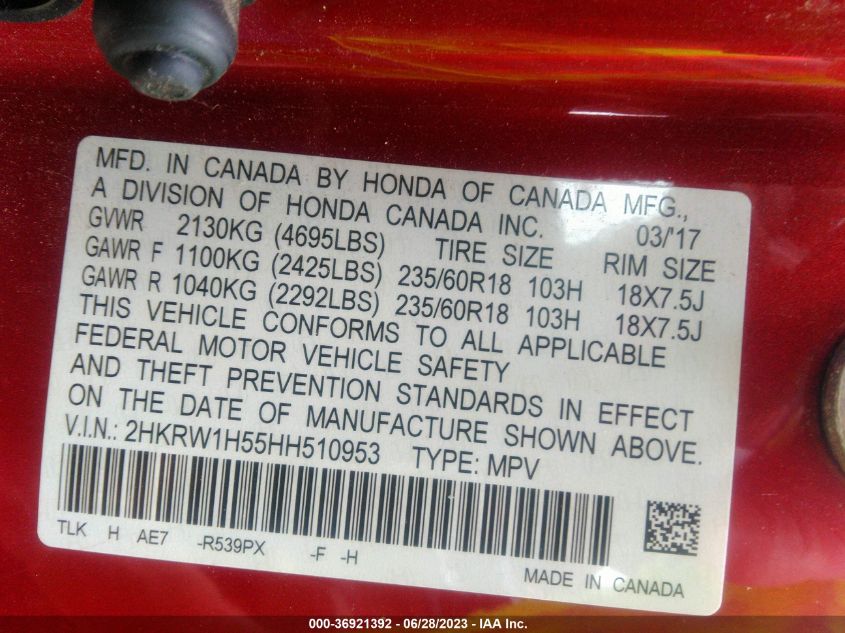 MFD. IN CANADA BY HONDA OF CANADA MFG.,
A DIVISION OF HONDA CANADA INC. 03/'17
GVWR 2130KG (4695LBS) TIRE SIZE RIM SIZE
GAWR F 1100KG (2425LBS) 235/60R18 103H 18X7.5J
GAWR R 1040KG (2292LBS) 235/60R18 103H 18X7.5J
THIS VEHICLE CONFORMS TO ALL APPLICABLE
FEDERAL MOTOR VEHICLE SAFETY
AND THEFT PREVENTION STANDARDS IN EFFECT
ON THE DATE OF MANUFACTURE SHOWN ABOVE.
V.I.N.: 2HKRW1H55HH510953 TYPE: MPV
TLK H AE7 -R539PX -F -H
MADE IN CANADA
000-36921392 - 06/28/2023 - Copyright © IAA, Inc.